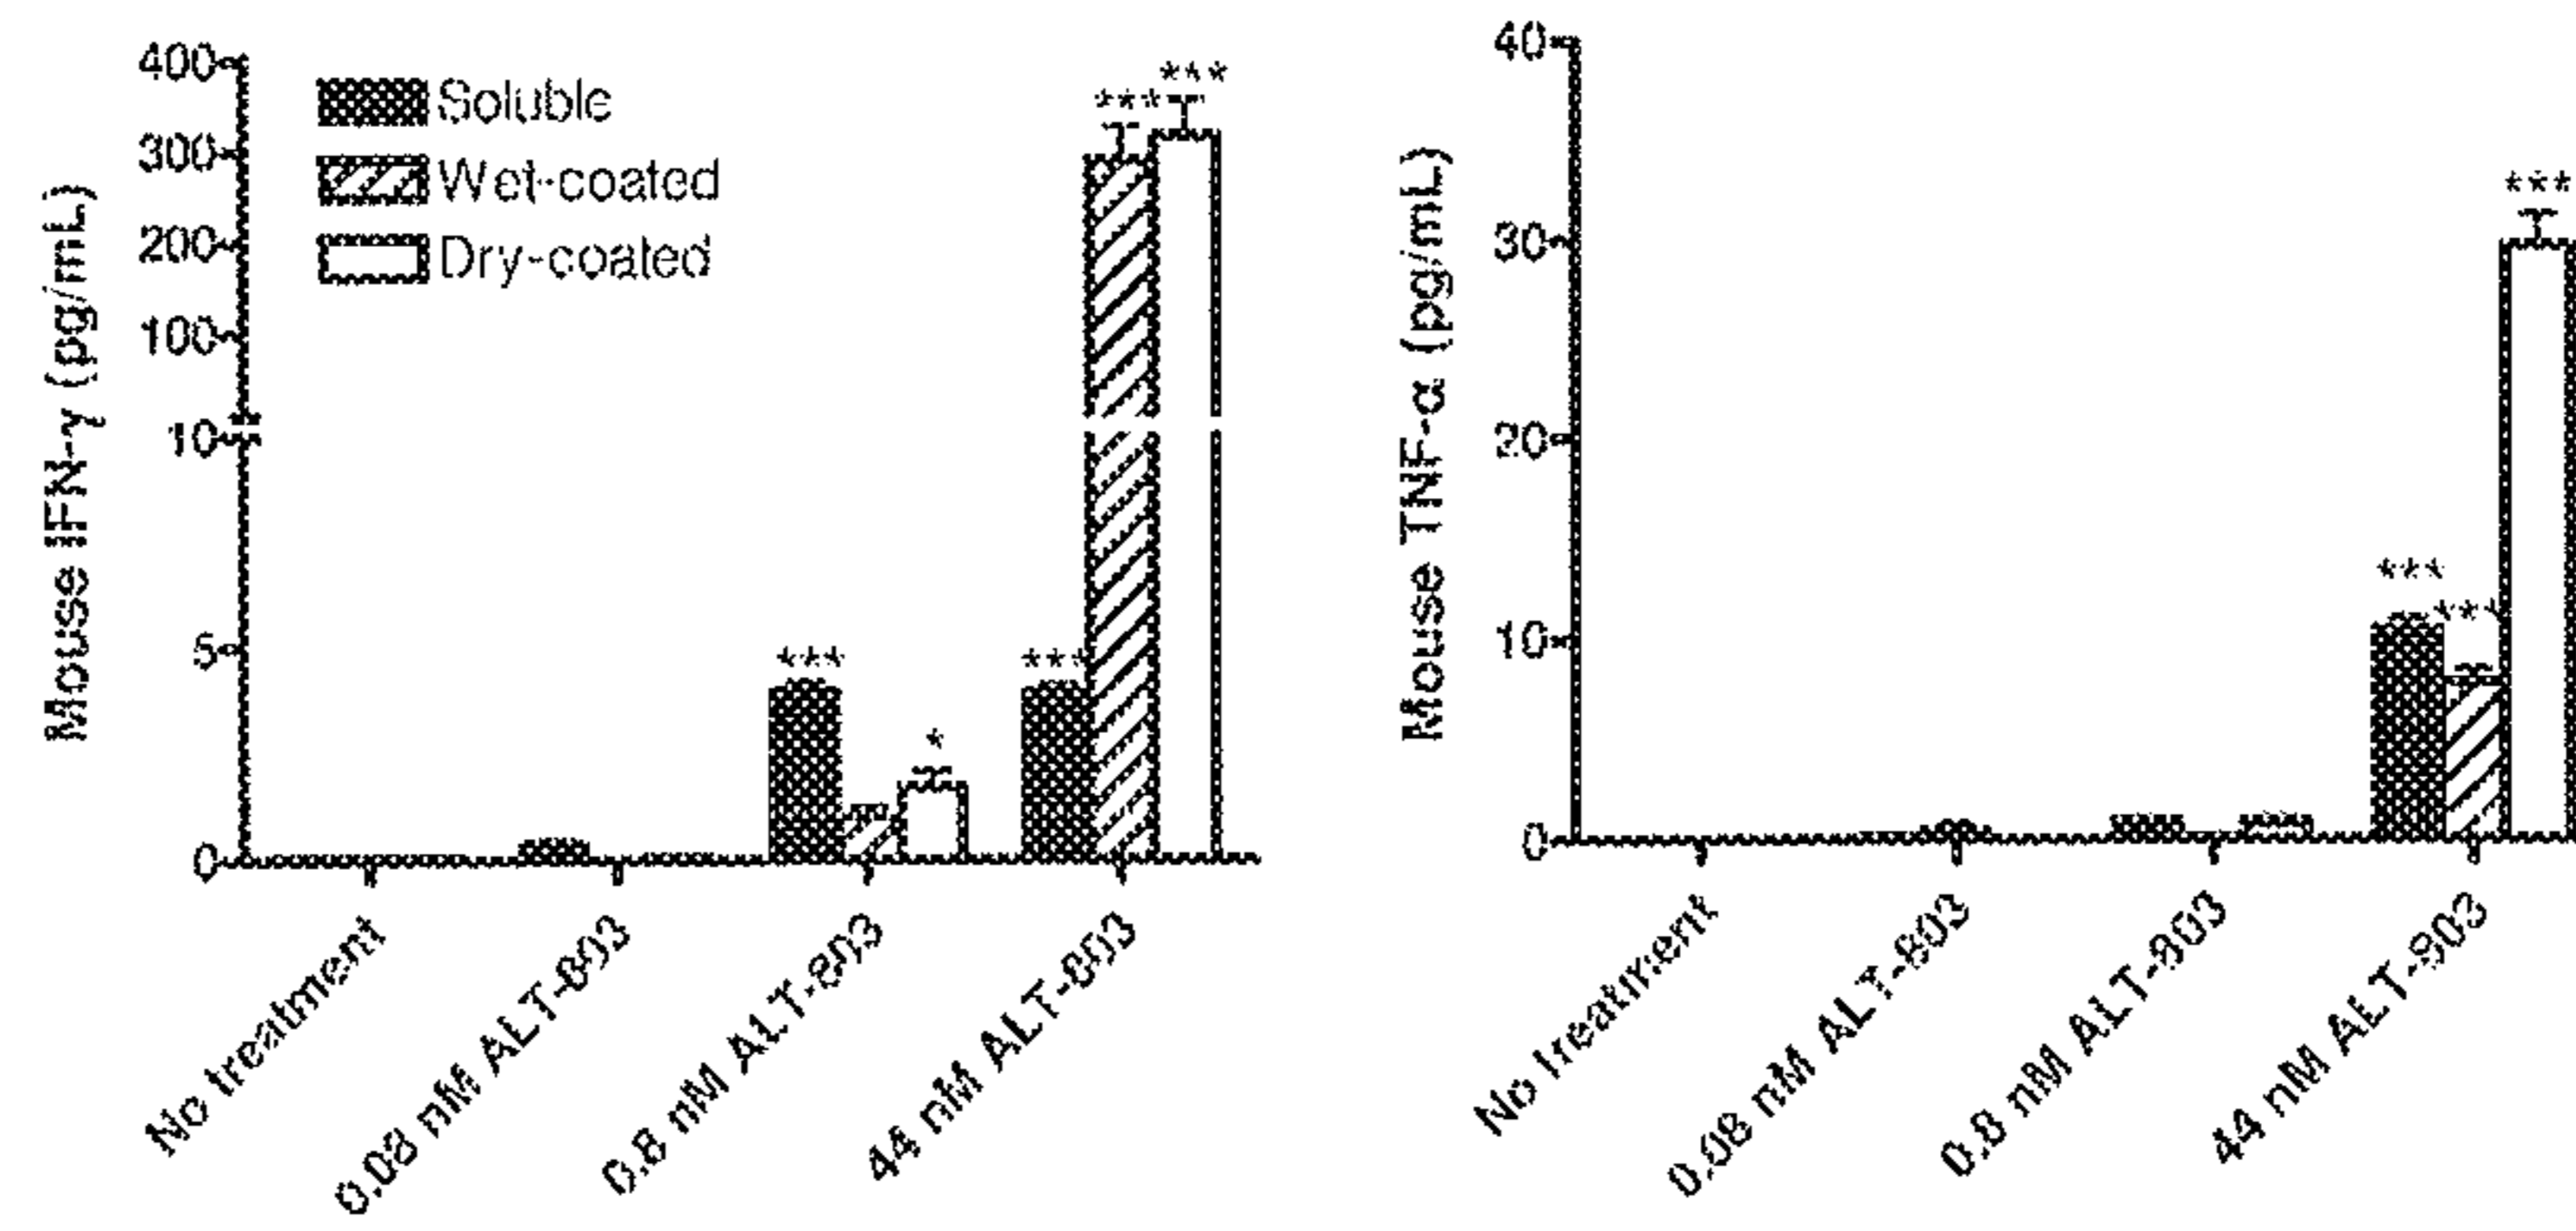 Mouse IFN-γ (pg/mL)
400
300
200
100
10
5
0
Soluble
Wet-coated
Dry-coated
***
***
***
*
***
No treatment
0.08 nM ALT-803
0.8 nM ALT-803
44 nM ALT-803
Mouse TNF-α (pg/mL)
40
30
20
10
0
***
***
***
No treatment
0.08 nM ALT-803
0.8 nM ALT-803
44 nM ALT-803